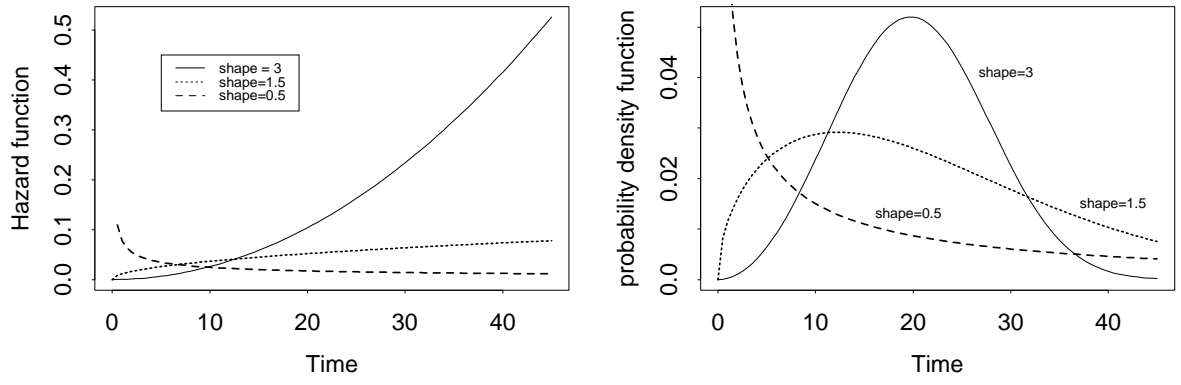 Hazard function
0.0 0.1 0.2 0.3 0.4 0.5
shape = 3
shape=1.5
shape=0.5
0 10 20 30 40
Time
probability density function
0.00 0.02 0.04
shape=3
shape=1.5
shape=0.5
0 10 20 30 40
Time